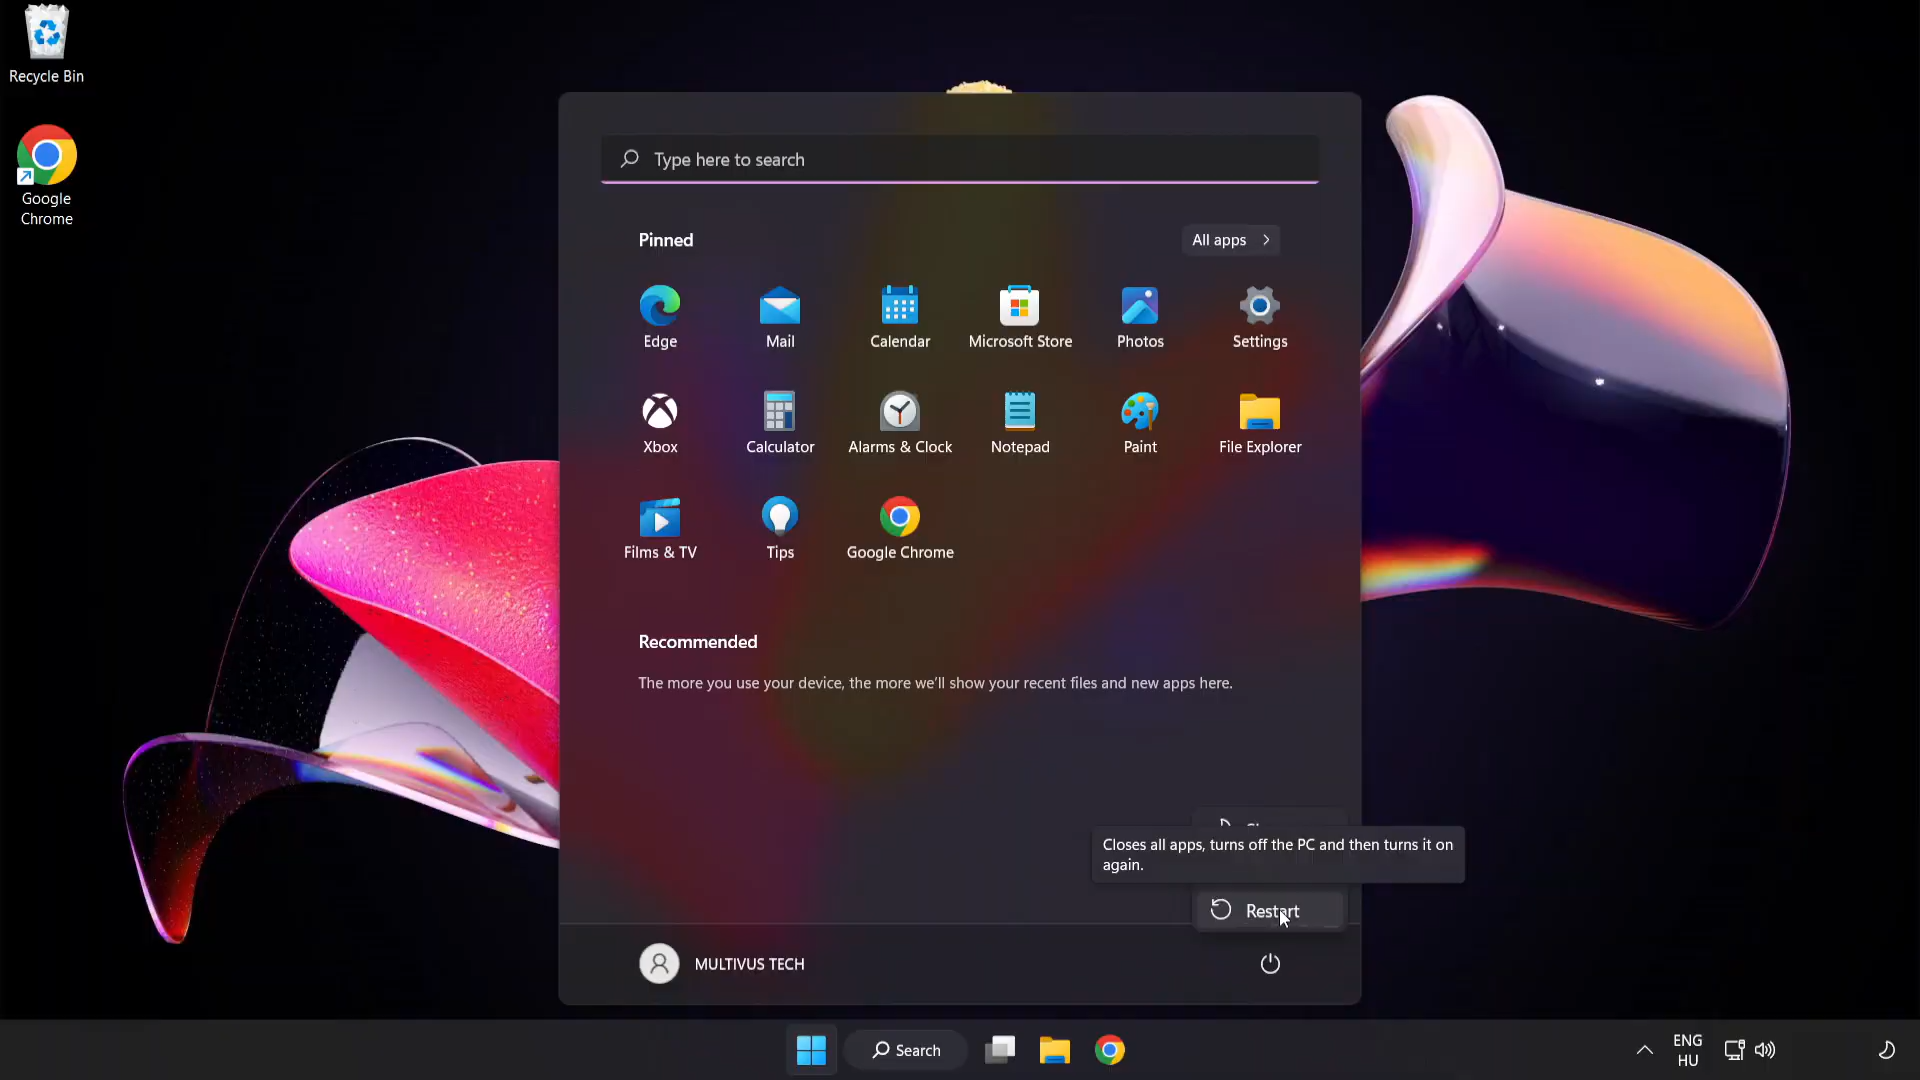 Recycle Bin
Google
Chrome
Type here to search
Pinned
All apps
Edge
Mail
Calendar
Microsoft Store
Photos
Settings
Xbox
Calculator
Alarms & Clock
Notepad
Paint
File Explorer
Films & TV
Tips
Google Chrome
Recommended
The more you use your device, the more we'll show your recent files and new apps here.
Closes all apps, turns off the PC and then turns it on
again.
Restart
MULTIVUS TECH
Search
ENG
HU